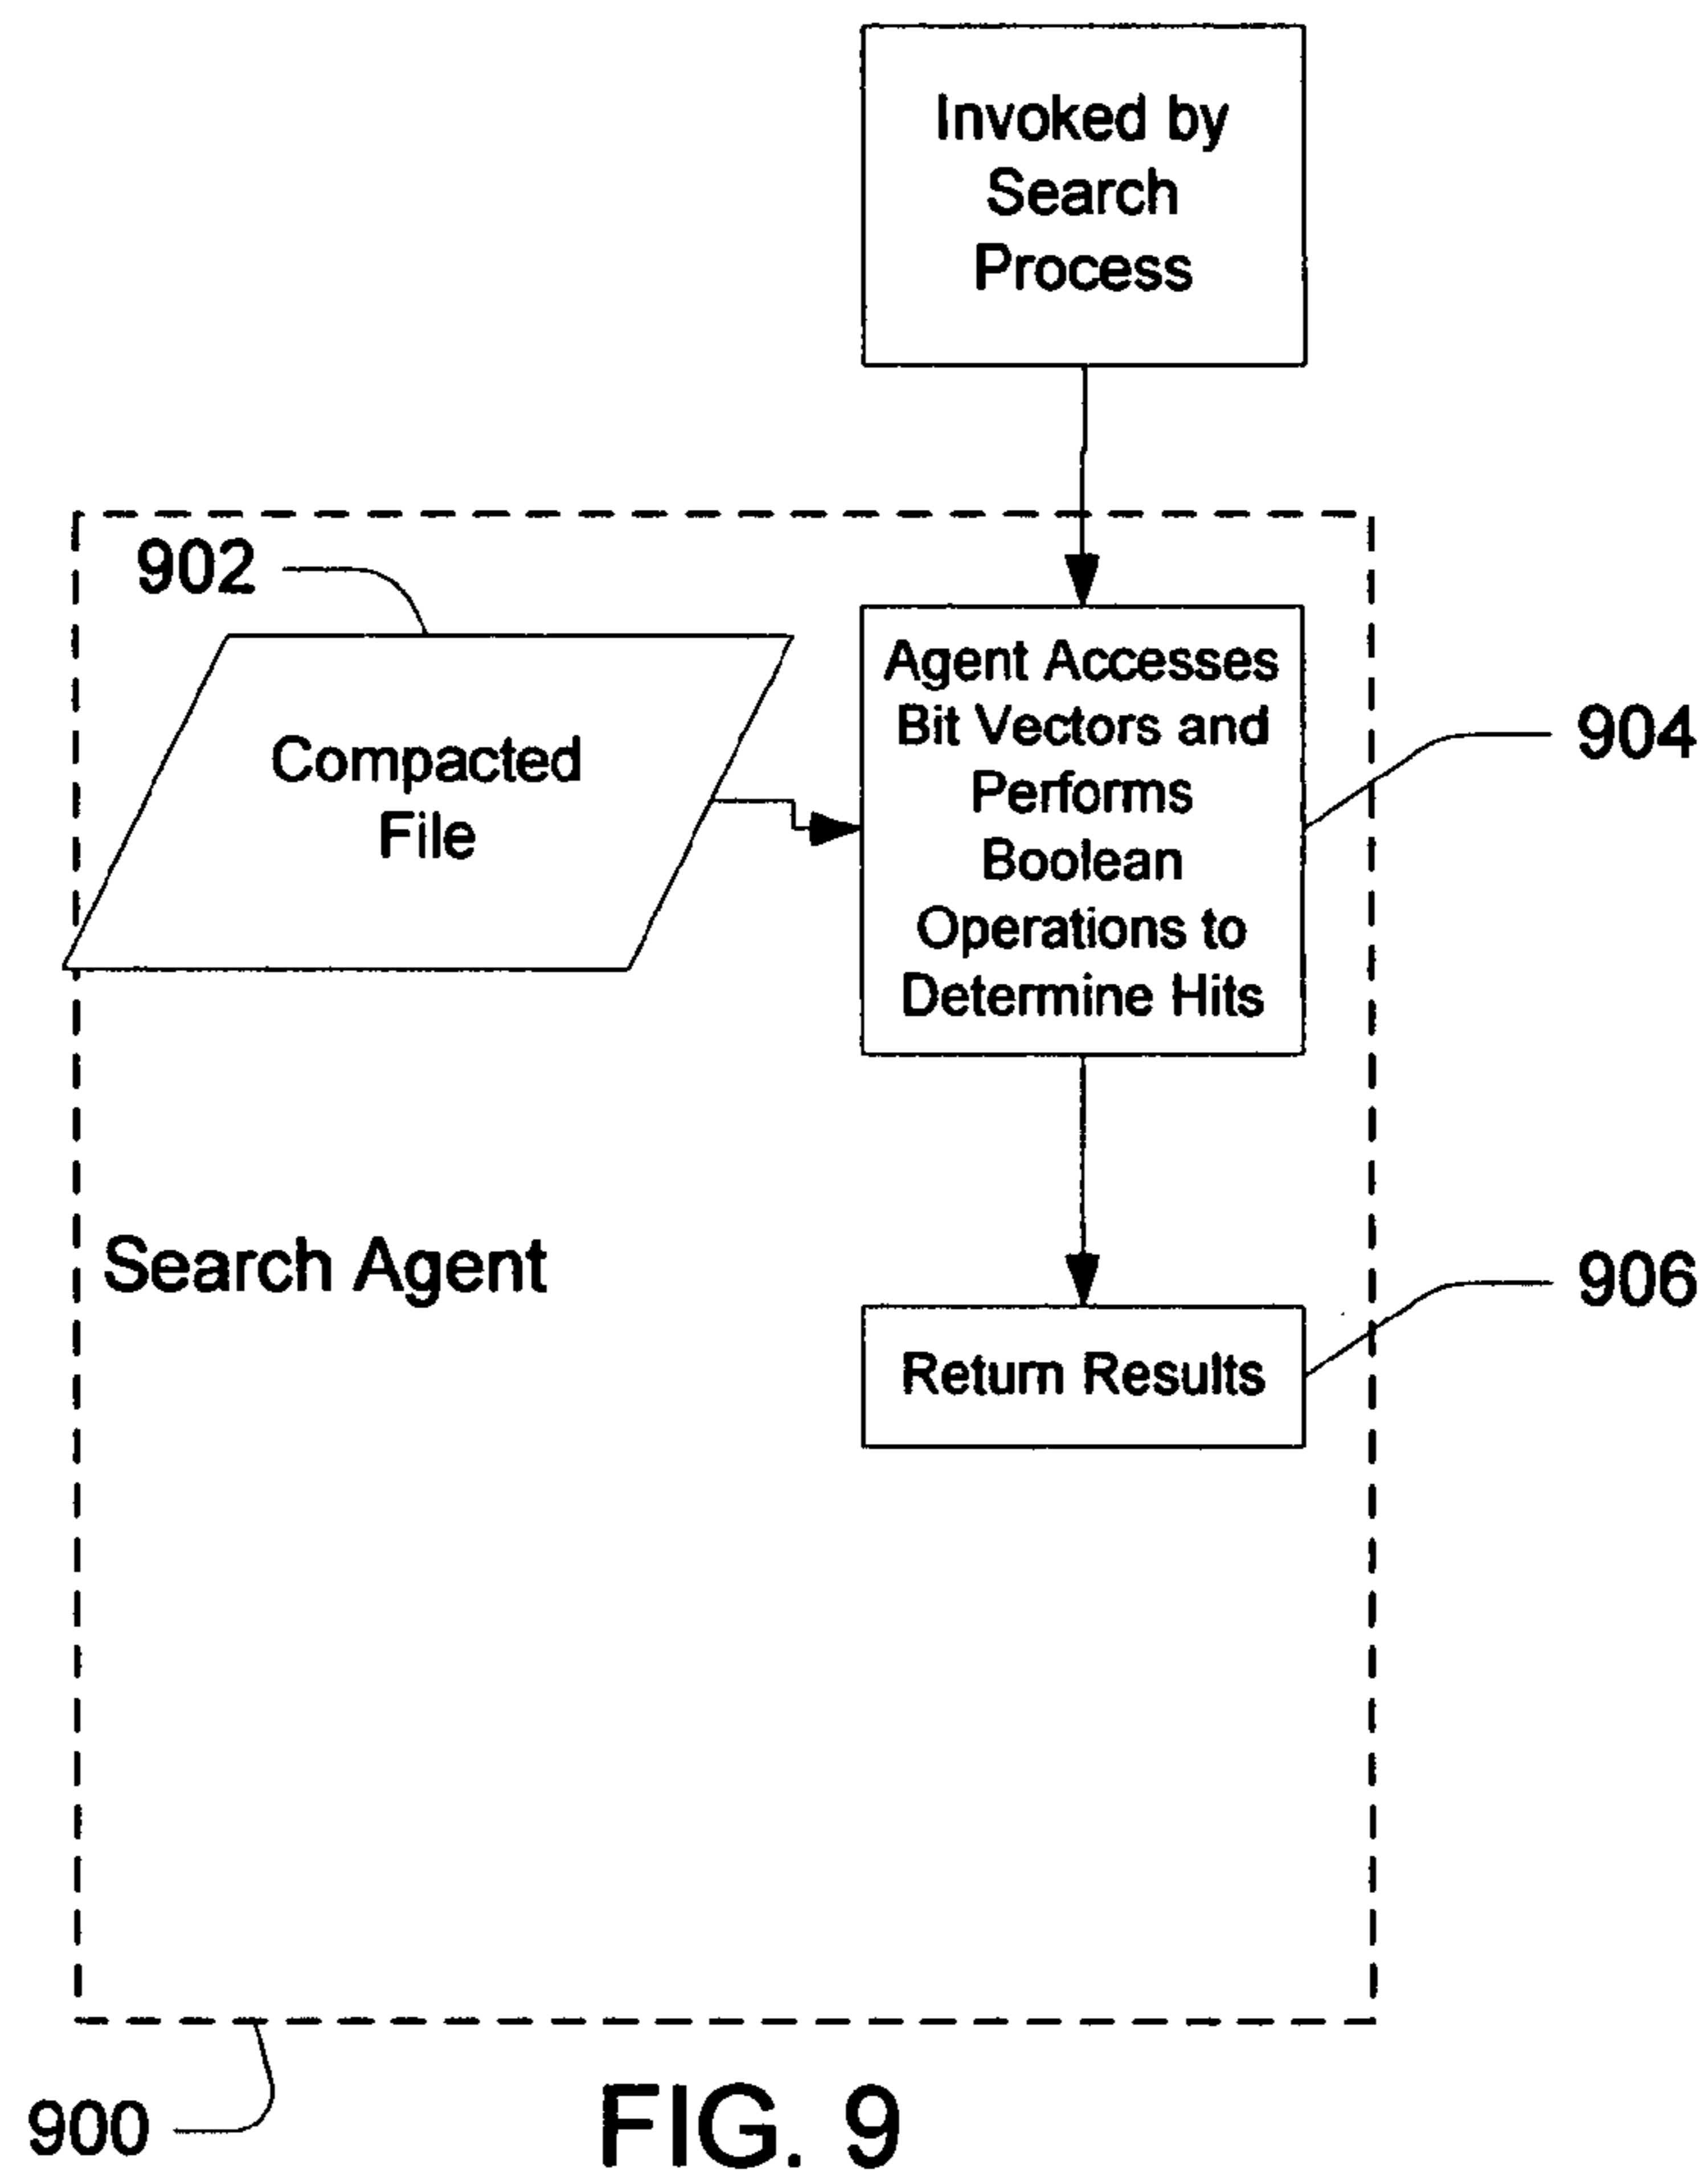 Invoked by
Search
Process
902
Compacted
File
Agent Accesses
Bit Vectors and
Performs
Boolean
Operations to
Determine Hits
904
Search Agent
906
Return Results
900
FIG. 9